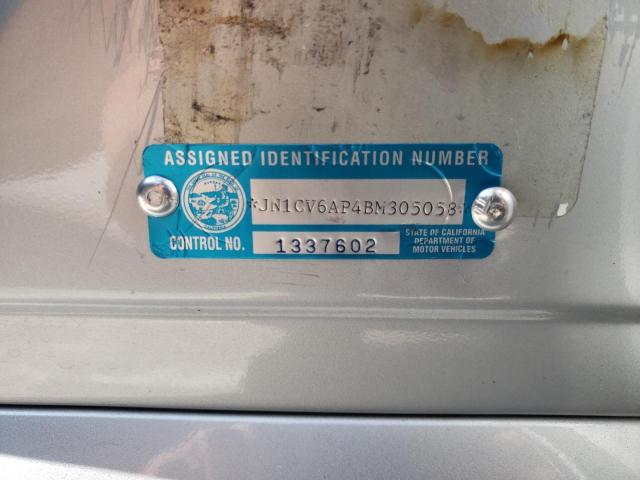 ASSIGNED IDENTIFICATION NUMBER
*JN1CV6AP4BM305058*
CONTROL NO. 1337602
STATE OF CALIFORNIA
DEPARTMENT OF
MOTOR VEHICLES